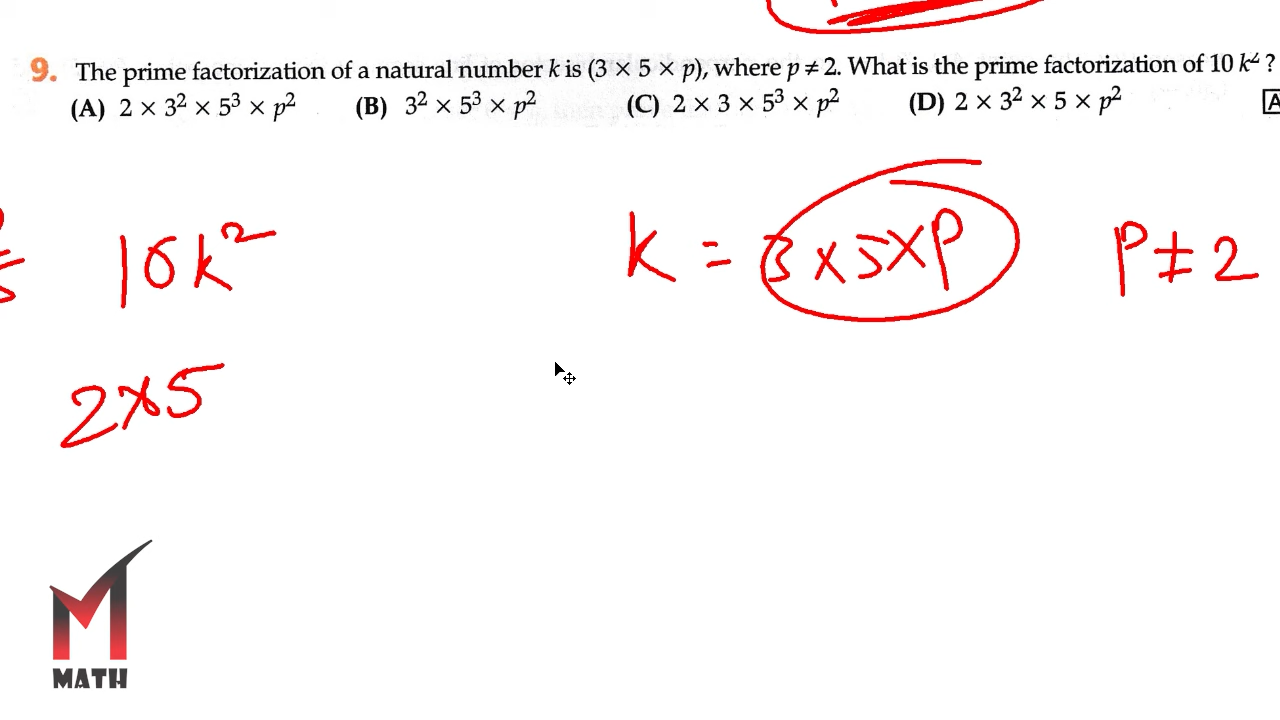 9. The prime factorization of a natural number k is (3 × 5 × p), where p ≠ 2. What is the prime factorization of 10 k² ?
(A) 2 × 3² × 5³ × p² (B) 3² × 5³ × p² (C) 2 × 3 × 5³ × p² (D) 2 × 3² × 5 × p² A
10k² k = 3 × 5 × p p ≠ 2
2×5
M
MATH